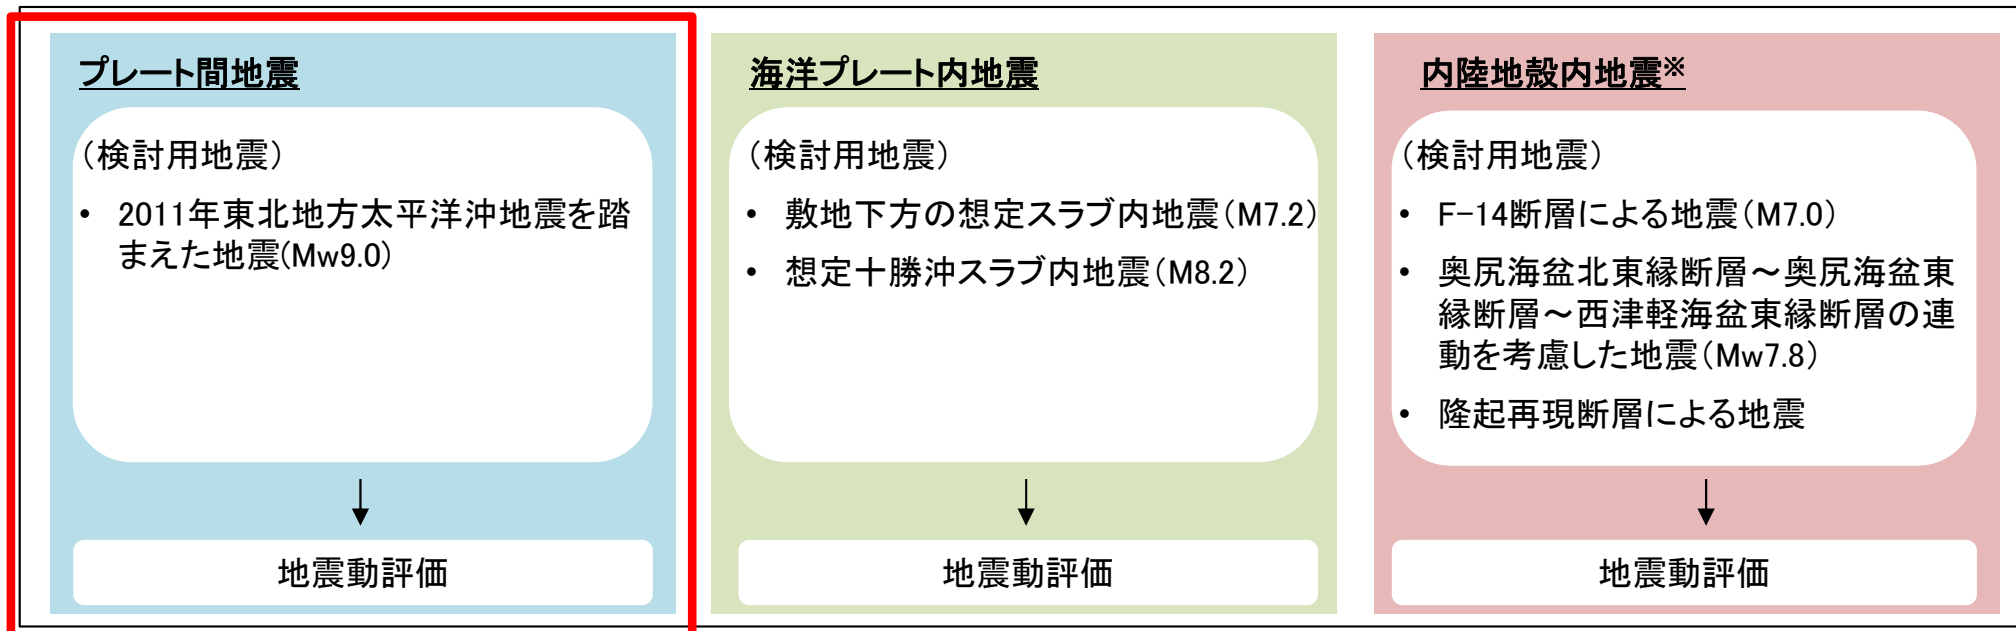 プレート間地震
（検討用地震）
• 2011年東北地方太平洋沖地震を踏
まえた地震(Mw9.0)
地震動評価
海洋プレート内地震
（検討用地震）
• 敷地下方の想定スラブ内地震（M7.2）
• 想定十勝沖スラブ内地震（M8.2）
地震動評価
内陸地殻内地震※
（検討用地震）
• F-14断層による地震（M7.0）
• 奥尻海盆北東縁断層～奥尻海盆東
縁断層～西津軽海盆東縁断層の連
動を考慮した地震（Mw7.8）
• 隆起再現断層による地震
地震動評価